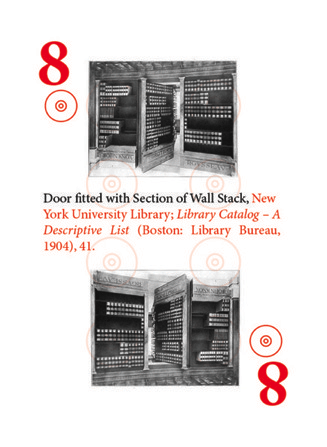 8
Door fitted with Section of Wall Stack, New
York University Library; Library Catalog – A
Descriptive List (Boston: Library Bureau,
1904), 41.
8